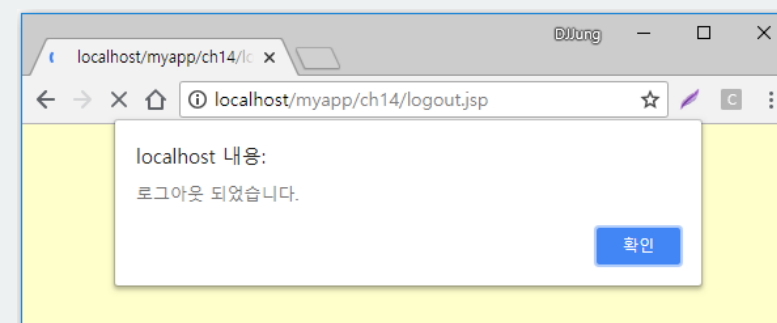 DJJung
localhost/myapp/ch14/lo
localhost/myapp/ch14/logout.jsp
C
localhost 내용:
로그아웃 되었습니다.
확인